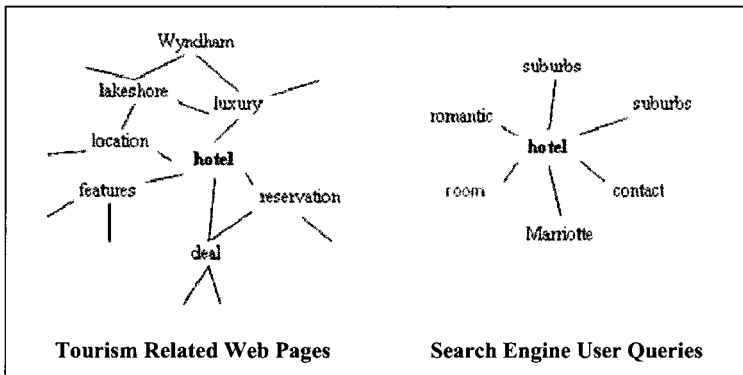 Wyndham
lakeshore
luxury
location
hotel
features
reservation
deal
Tourism Related Web Pages
suburbs
suburbs
romantic
hotel
room
contact
Marriotte
Search Engine User Queries